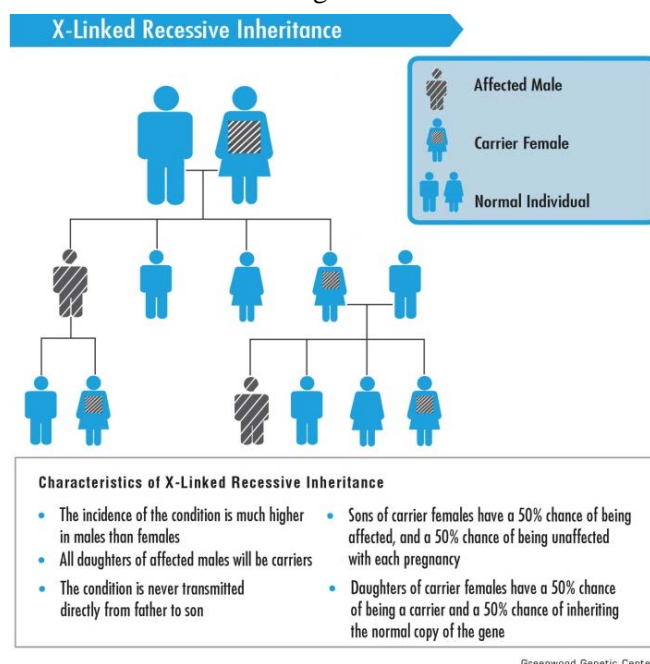 X-Linked Recessive Inheritance
Affected Male
Carrier Female
Normal Individual
Characteristics of X-Linked Recessive Inheritance
• The incidence of the condition is much higher
in males than females
• All daughters of affected males will be carriers
• The condition is never transmitted
directly from father to son
• Sons of carrier females have a 50% chance of being
affected, and a 50% chance of being unaffected
with each pregnancy
• Daughters of carrier females have a 50% chance
of being a carrier and a 50% chance of inheriting
the normal copy of the gene
Greenwood Genetic Cente